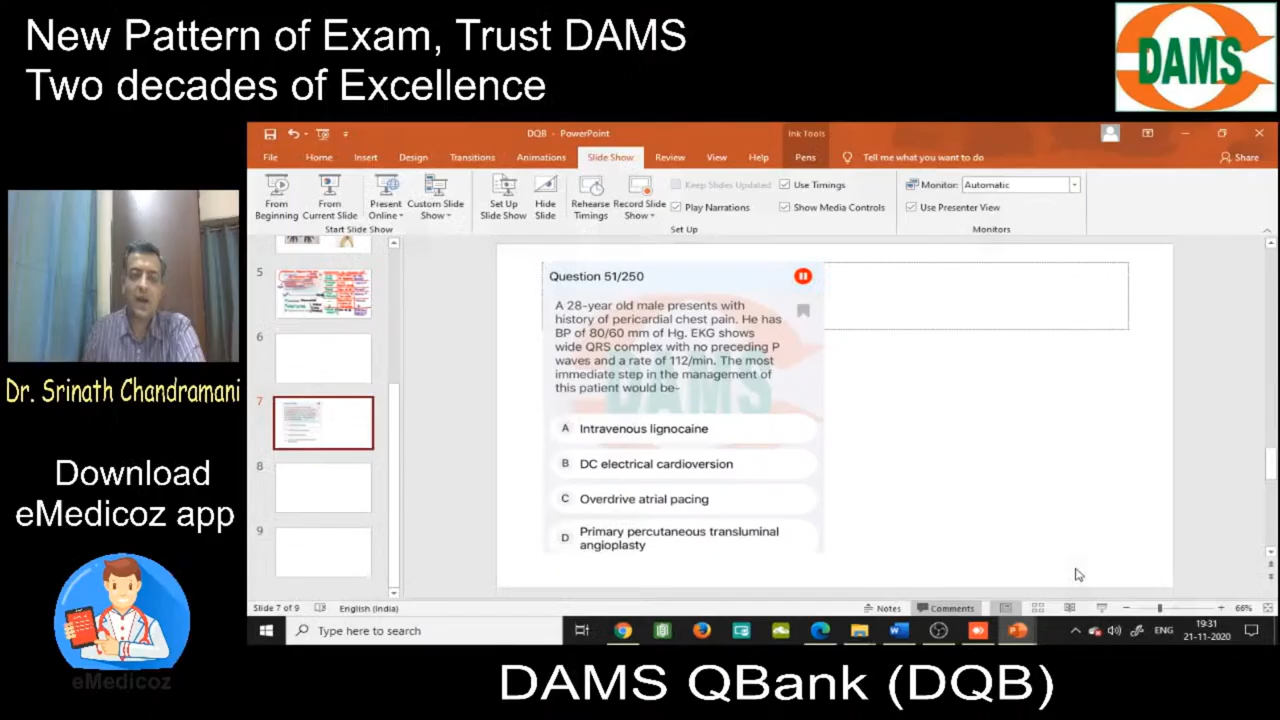 New Pattern of Exam, Trust DAMS
Two decades of Excellence
DAMS
DQB - PowerPoint
Ink Tools
File
Home
Insert
Design
Transitions
Animations
Slide Show
Review
View
Help
Pens
Tell me what you want to do
Share
From Beginning
From Current Slide
Present Online
Custom Slide Show
Set Up Slide Show
Hide Slide
Rehearse Timings
Record Slide Show
Keep Slides Updated
Play Narrations
Use Timings
Show Media Controls
Monitor: Automatic
Use Presenter View
Start Slide Show
Set Up
Monitors
5
6
7
8
9
Question 51/250
A 28-year old male presents with
history of pericardial chest pain. He has
BP of 80/60 mm of Hg. EKG shows
wide QRS complex with no preceding P
waves and a rate of 112/min. The most
immediate step in the management of
this patient would be-
A Intravenous lignocaine
B DC electrical cardioversion
C Overdrive atrial pacing
D Primary percutaneous transluminal
angioplasty
DAMS
Dr. Srinath Chandramani
Download
eMedicoz app
eMedicoz
Slide 7 of 9
English (India)
Notes
Comments
66%
Type here to search
ENG
19:31
21-11-2020
DAMS QBank (DQB)